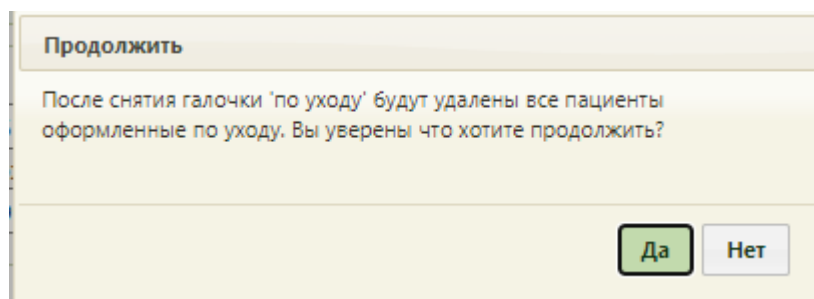 Продолжить
После снятия галочки 'по уходу' будут удалены все пациенты
оформленные по уходу. Вы уверены что хотите продолжить?
Да
Нет